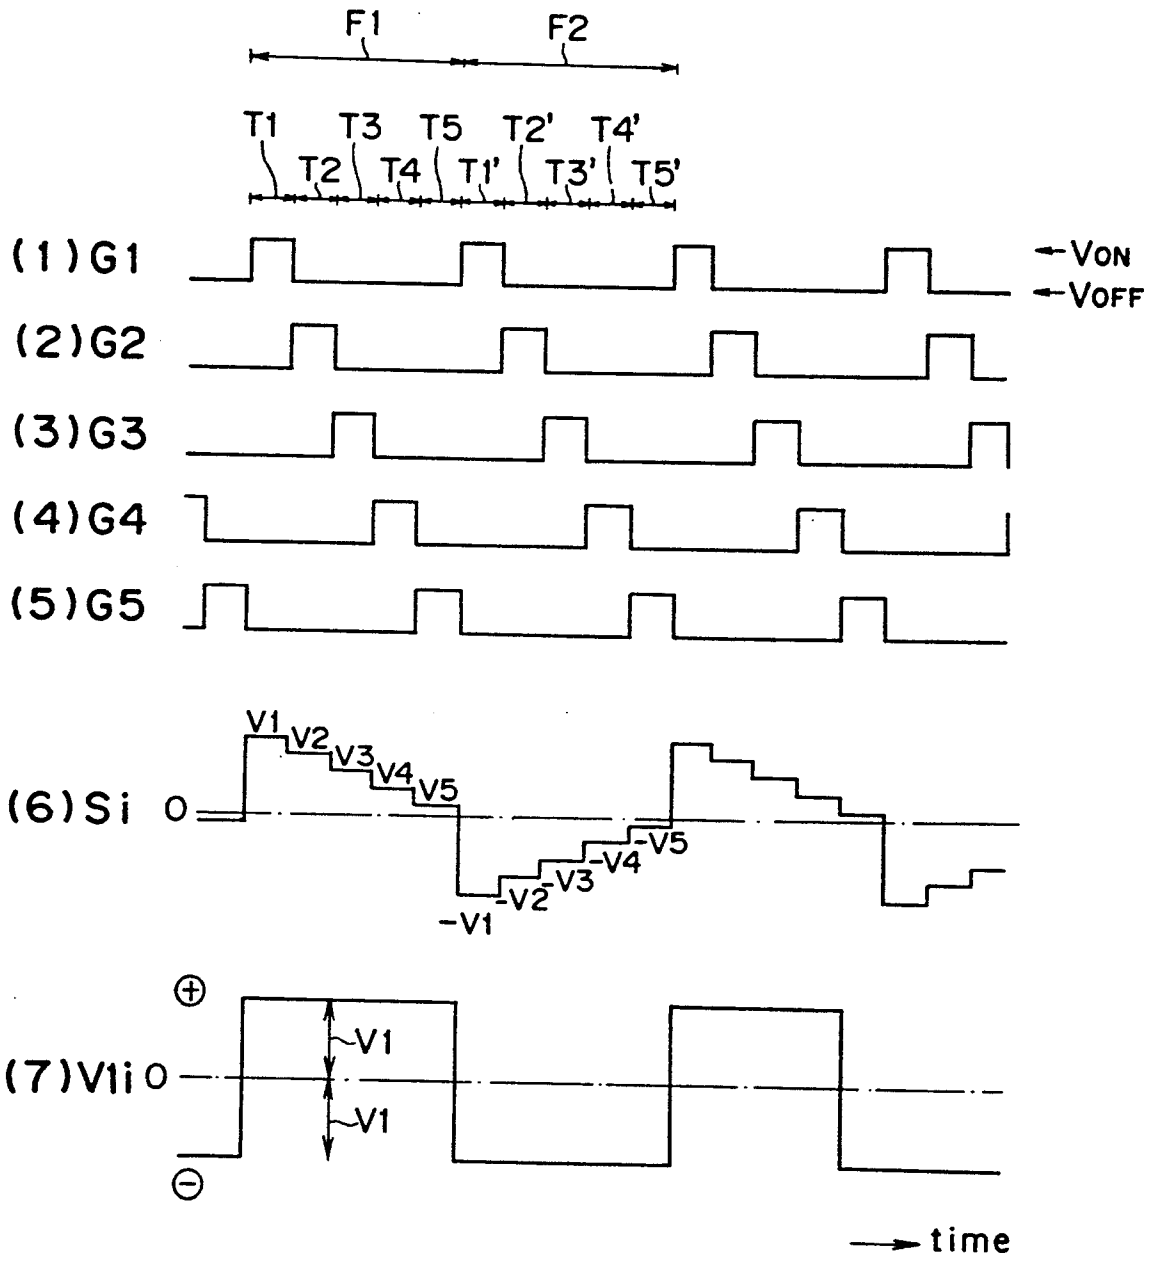 F1 F2
T1 T3 T5 T2' T4'
T2 T4 T1' T3' T5'
(1) G1 VON
VOFF
(2) G2
(3) G3
(4) G4
(5) G5
V1 V2 V3 V4 V5
(6) Si 0
-V5
-V4
-V3
-V2
-V1
+
V1
(7) V1i 0
V1
−
time